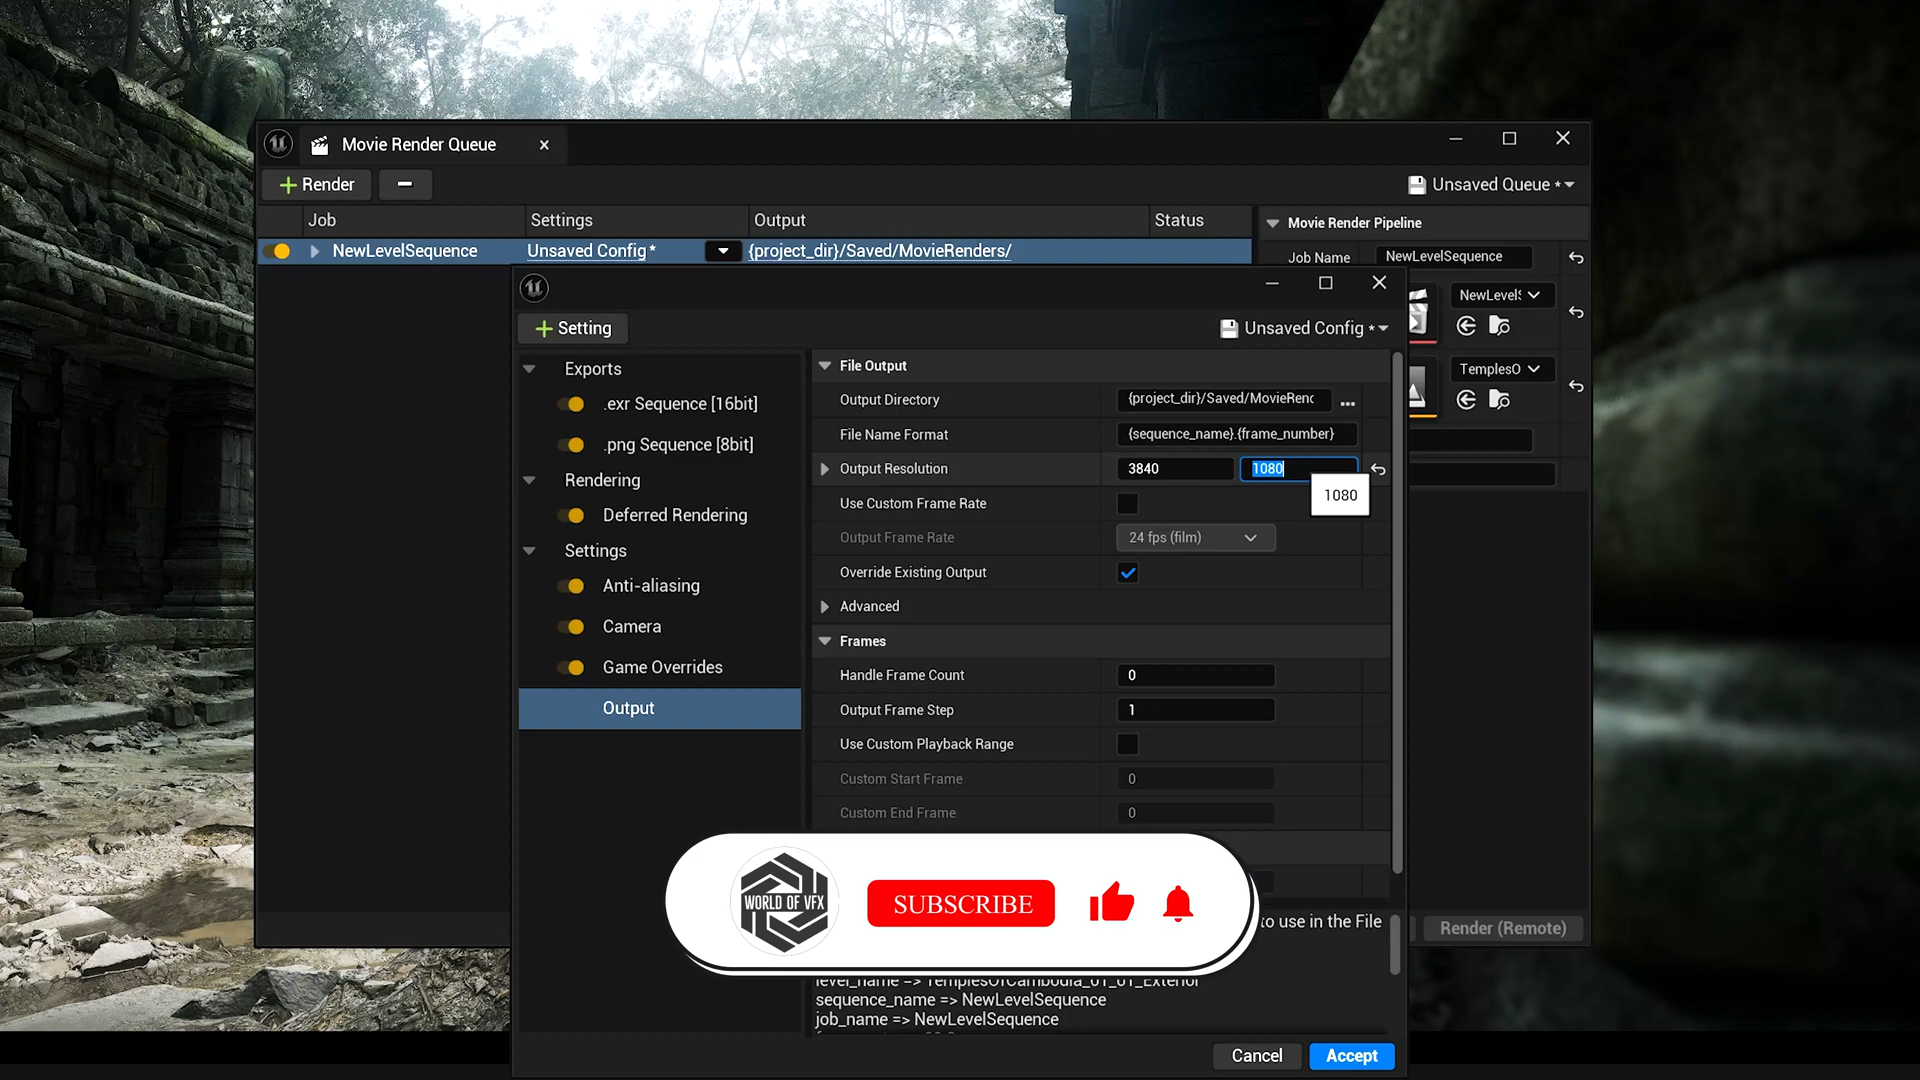 Movie Render Queue
Render
Unsaved Queue *
Job
Settings
Output
Status
Movie Render Pipeline
NewLevelSequence
Unsaved Config *
{project_dir}/Saved/MovieRenders/
Job Name
NewLevelSequence
NewLevelS
TemplesO
Setting
Unsaved Config *
Exports
.exr Sequence [16bit]
.png Sequence [8bit]
Rendering
Deferred Rendering
Settings
Anti-aliasing
Camera
Game Overrides
Output
File Output
Output Directory
{project_dir}/Saved/MovieRenc
...
File Name Format
{sequence_name}.{frame_number}
Output Resolution
3840
1080
1080
Use Custom Frame Rate
Output Frame Rate
24 fps (film)
Override Existing Output
Advanced
Frames
Handle Frame Count
0
Output Frame Step
1
Use Custom Playback Range
Custom Start Frame
0
Custom End Frame
0
WORLD OF VFX
SUBSCRIBE
to use in the File
level_name => TemplesOfCambodia_01_01_Exterior
sequence_name => NewLevelSequence
job_name => NewLevelSequence
Render (Remote)
Cancel
Accept